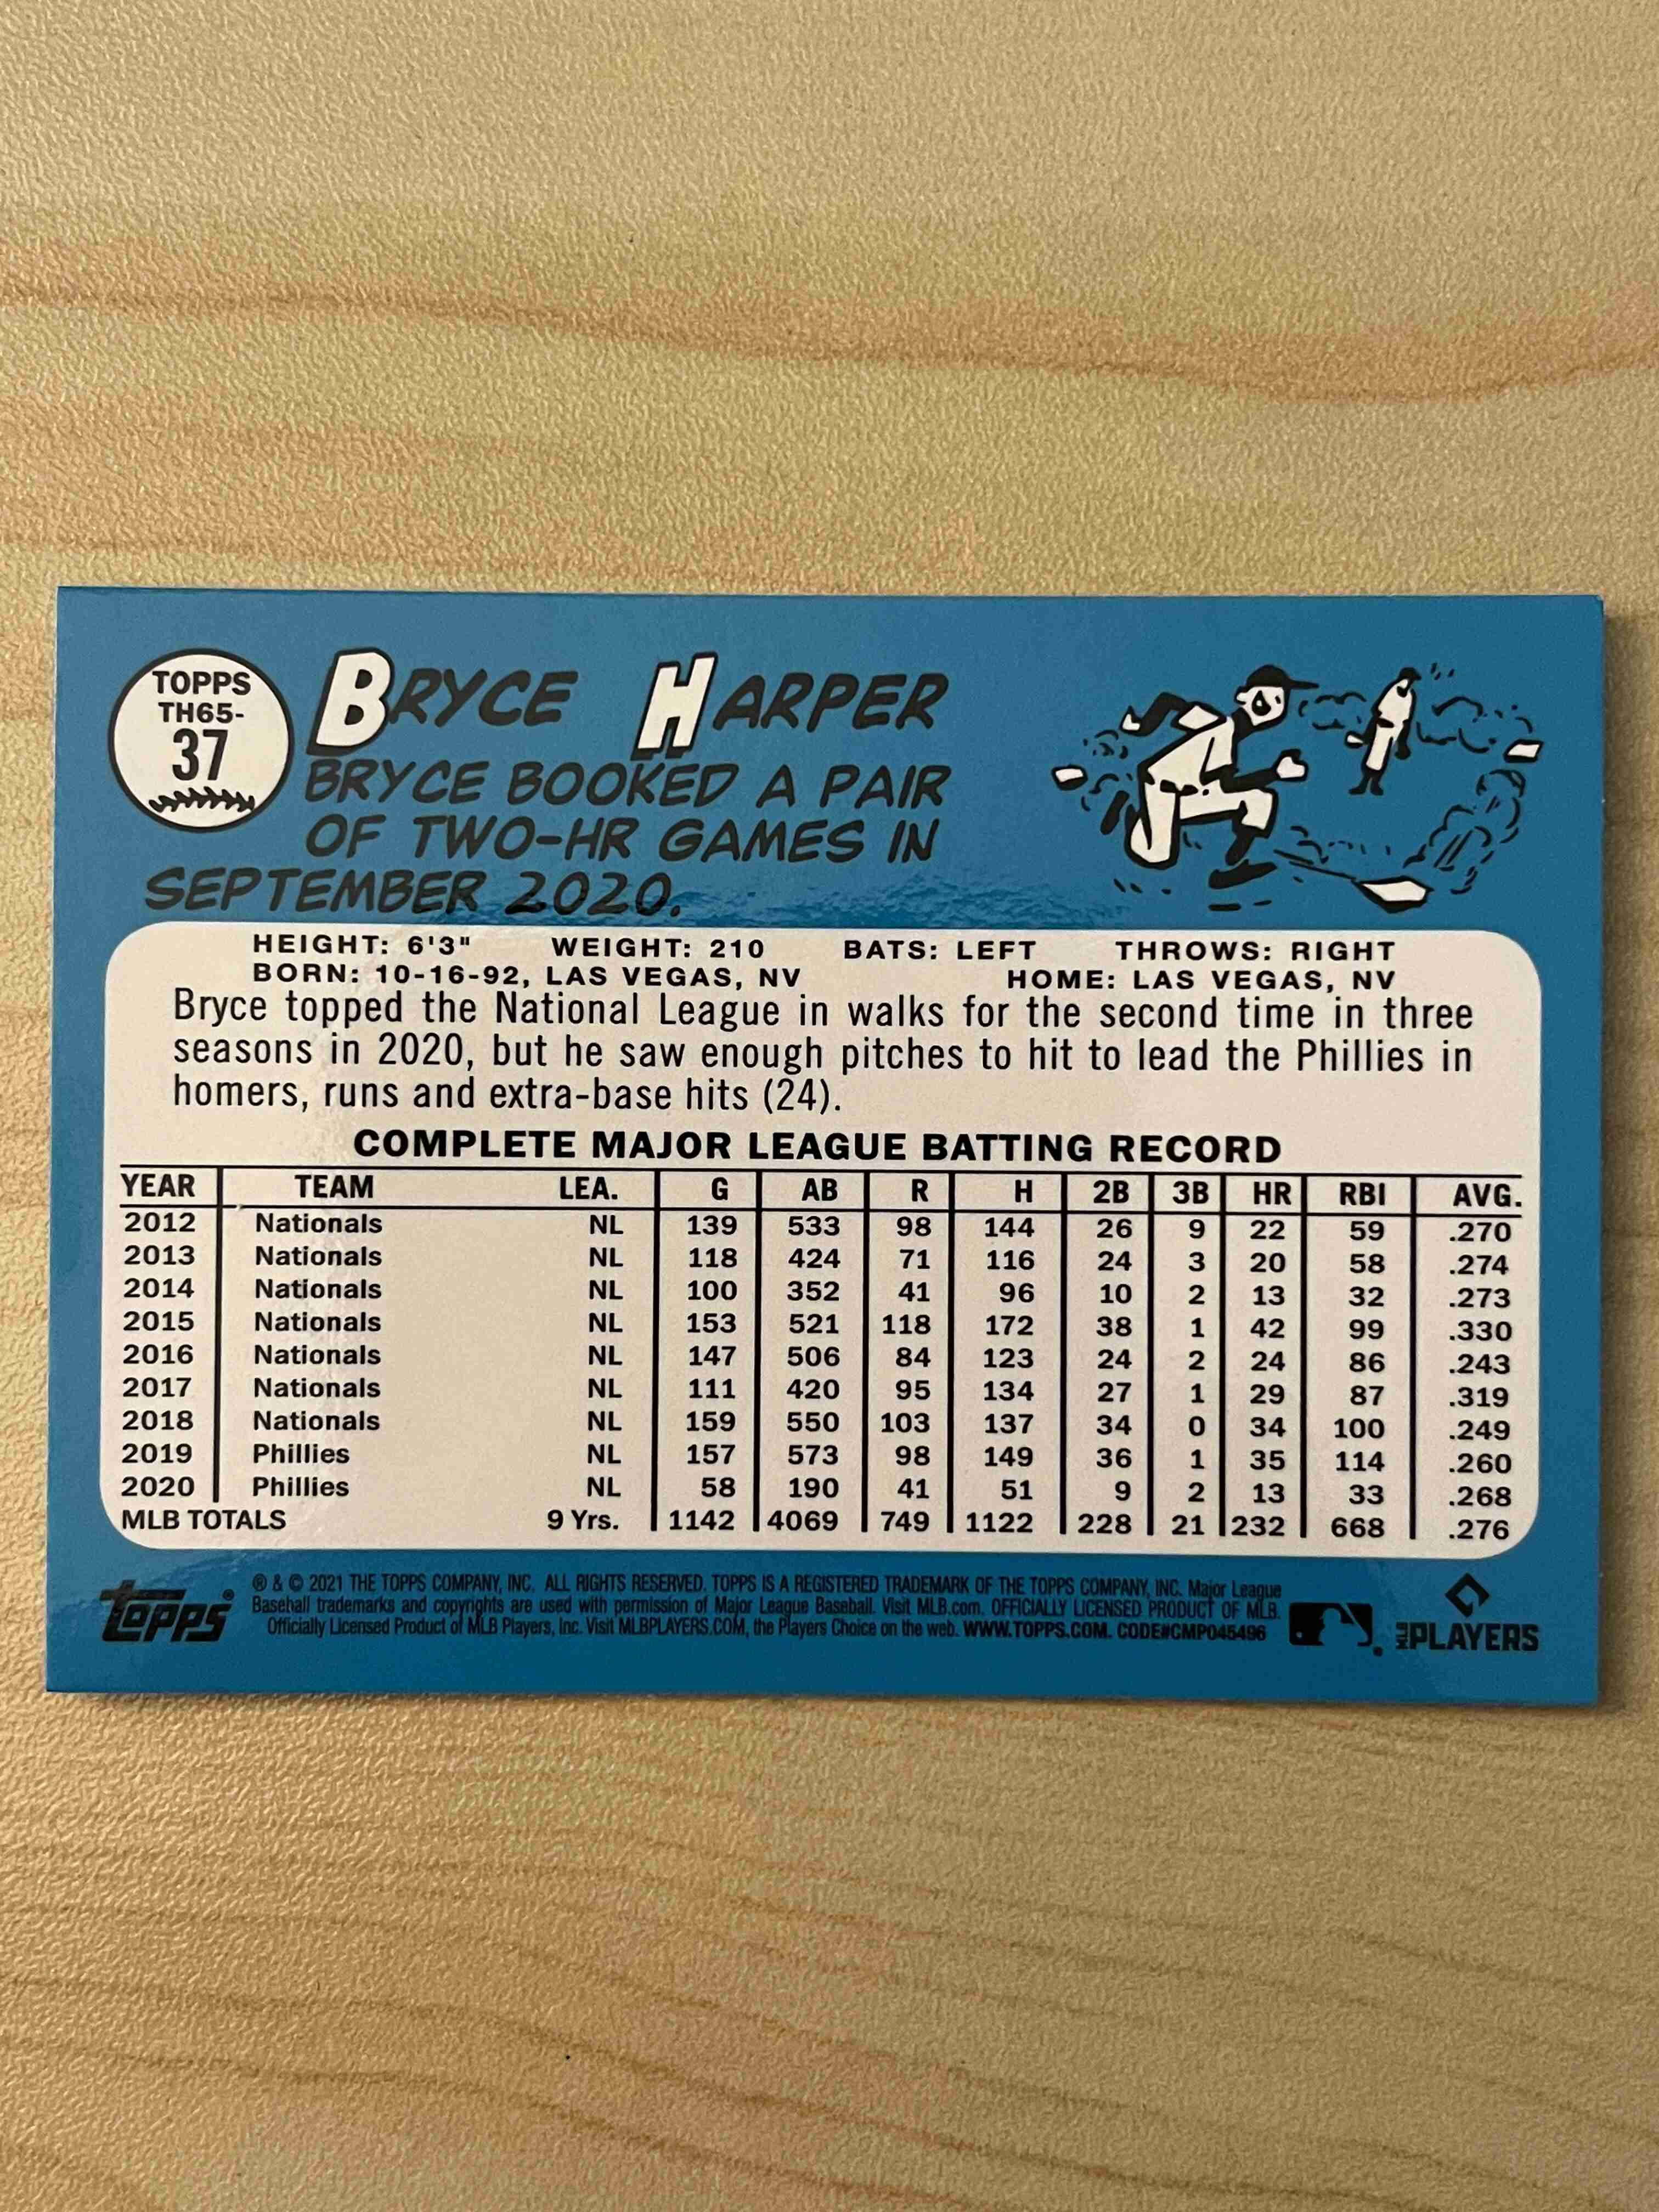 TOPPS
TH65-
37
BRYCE HARPER
BRYCE BOOKED A PAIR
OF TWO-HR GAMES IN
SEPTEMBER 2020.
HEIGHT: 6'3" WEIGHT: 210 BATS: LEFT THROWS: RIGHT
BORN: 10-16-92, LAS VEGAS, NV HOME: LAS VEGAS, NV
Bryce topped the National League in walks for the second time in three
seasons in 2020, but he saw enough pitches to hit to lead the Phillies in
homers, runs and extra-base hits (24).
COMPLETE MAJOR LEAGUE BATTING RECORD
YEAR TEAM LEA. G AB R H 2B 3B HR RBI AVG.
2012 Nationals NL 139 533 98 144 26 9 22 59 .270
2013 Nationals NL 118 424 71 116 24 3 20 58 .274
2014 Nationals NL 100 352 41 96 10 2 13 32 .273
2015 Nationals NL 153 521 118 172 38 1 42 99 .330
2016 Nationals NL 147 506 84 123 24 2 24 86 .243
2017 Nationals NL 111 420 95 134 27 1 29 87 .319
2018 Nationals NL 159 550 103 137 34 0 34 100 .249
2019 Phillies NL 157 573 98 149 36 1 35 114 .260
2020 Phillies NL 58 190 41 51 9 2 13 33 .268
MLB TOTALS 9 Yrs. 1142 4069 749 1122 228 21 232 668 .276
topps®
® & © 2021 THE TOPPS COMPANY, INC. ALL RIGHTS RESERVED. TOPPS IS A REGISTERED TRADEMARK OF THE TOPPS COMPANY, INC. Major League
Baseball trademarks and copyrights are used with permission of Major League Baseball. Visit MLB.com. OFFICIALLY LICENSED PRODUCT OF MLB.
Officially Licensed Product of MLB Players, Inc. Visit MLBPLAYERS.COM, the Players Choice on the web. WWW.TOPPS.COM. CODE#CMP045496
MLB PLAYERS